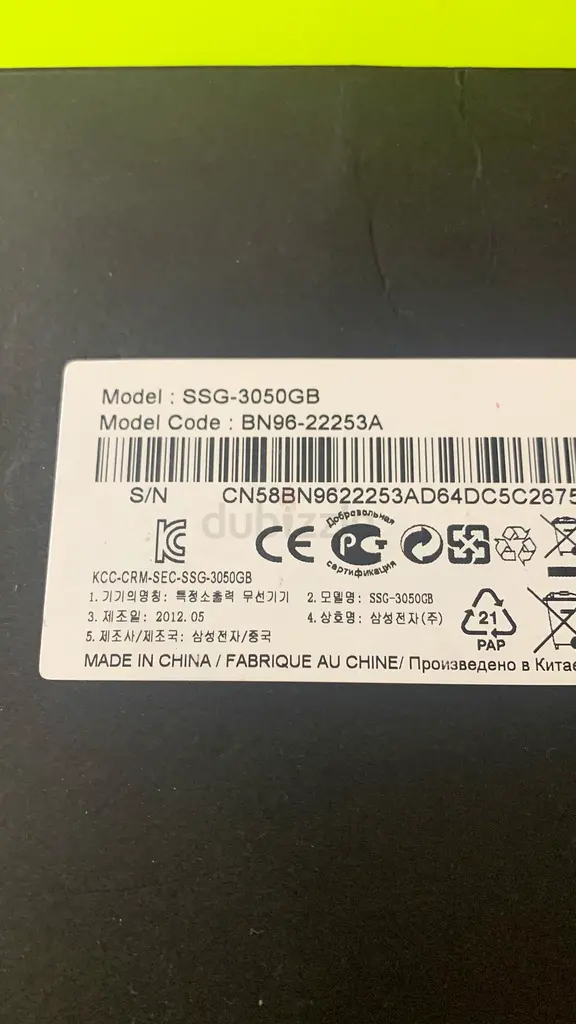 Model : SSG-3050GB
Model Code : BN96-22253A
S/N CN58BN9622253AD64DC5C2675
dubizzle
Добровольная
сертификация
KCC-CRM-SEC-SSG-3050GB
1. 기기의명칭: 특정소출력 무선기기 2. 모델명: SSG-3050GB
3. 제조일: 2012.05 4. 상호명: 삼성전자(주)
5. 제조사/제조국: 삼성전자/중국
21
PAP
MADE IN CHINA / FABRIQUE AU CHINE/ Произведено в Китае